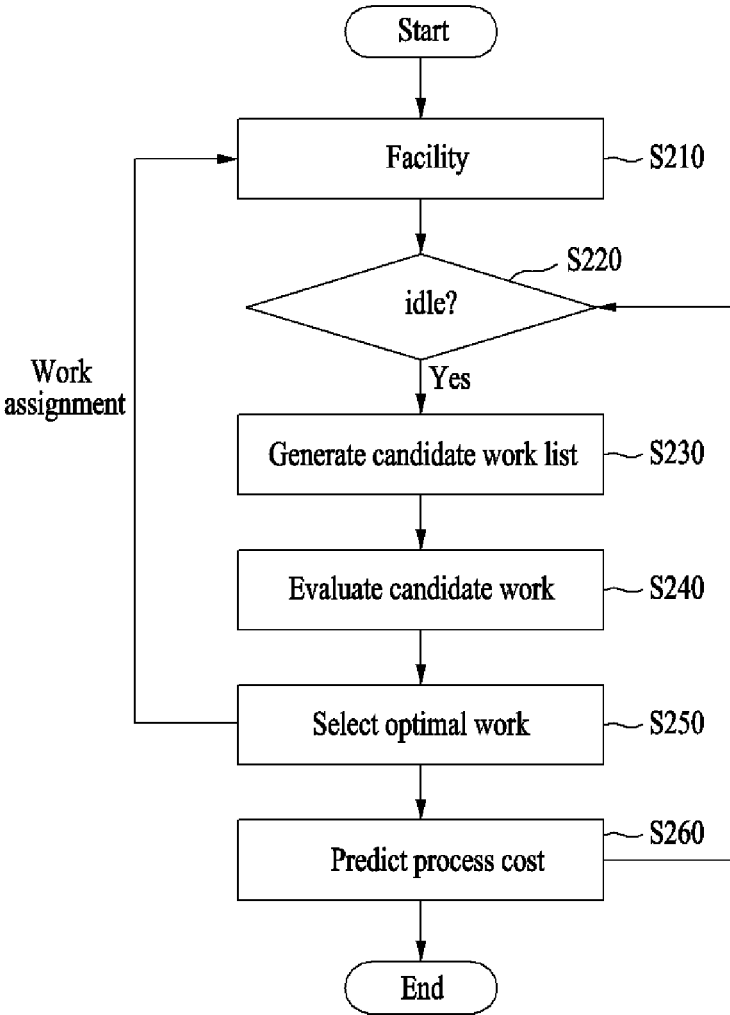 Start
Facility
S210
S220
idle?
Yes
Work
assignment
Generate candidate work list
S230
Evaluate candidate work
S240
Select optimal work
S250
S260
Predict process cost
End